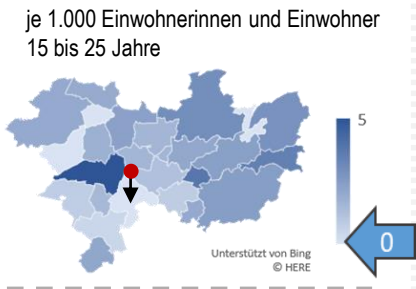 je 1.000 Einwohnerinnen und Einwohner
15 bis 25 Jahre
5
0
Unterstützt von Bing
© HERE